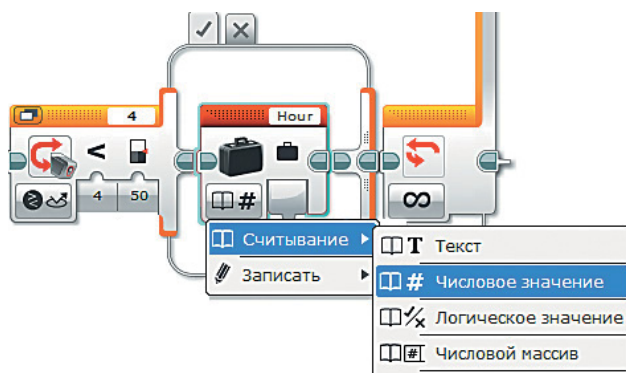 4
Hour
<
4 50
#
∞
Считывание
Записать
T Текст
# Числовое значение
Логическое значение
[#] Числовой массив